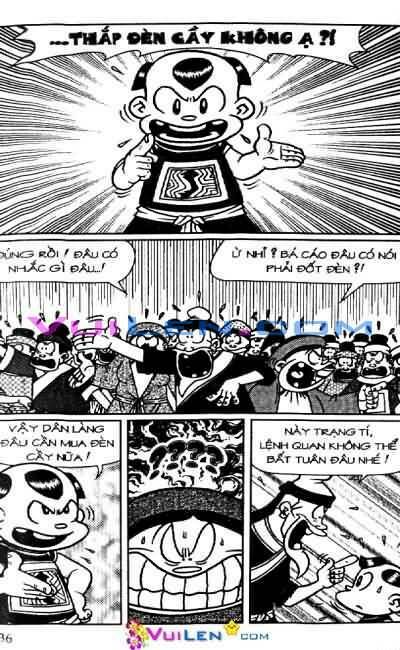 ...THẮP ĐÈN CẦY KHÔNG Ạ ?!
ĐÚNG RỒI ! ĐÂU CÓ
NHẮC GÌ ĐÂU..!
Ừ NHỈ ? BÁ CÁO ĐÂU CÓ NÓI
PHẢI ĐỐT ĐÈN ?!
VUILEN.COM
VẬY DÂN LÀNG
ĐÂU CẦN MUA ĐÈN
CẦY NỮA !
NÀY TRẠNG TÍ,
LỆNH QUAN KHÔNG THỂ
BẤT TUÂN ĐÂU NHÉ !
36
VUILEN.COM